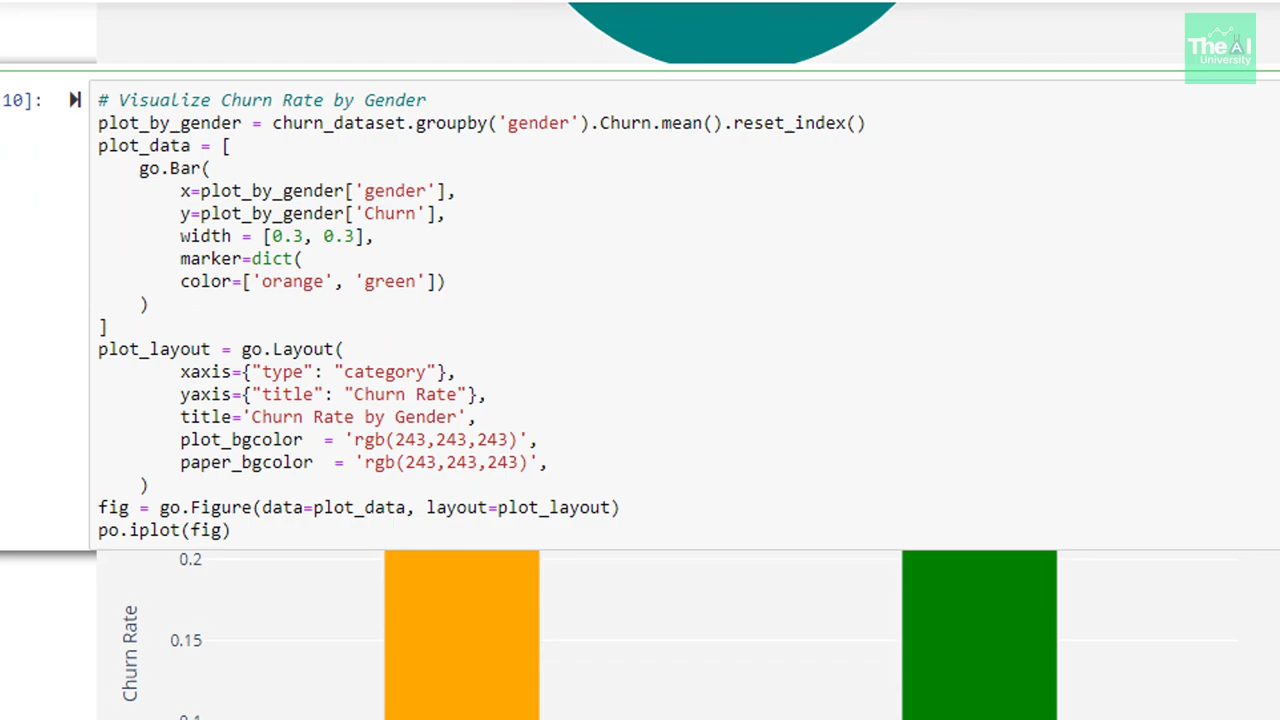 The AI
University
10]:
# Visualize Churn Rate by Gender
plot_by_gender = churn_dataset.groupby('gender').Churn.mean().reset_index()
plot_data = [
    go.Bar(
        x=plot_by_gender['gender'],
        y=plot_by_gender['Churn'],
        width = [0.3, 0.3],
        marker=dict(
        color=['orange', 'green'])
    )
]
plot_layout = go.Layout(
        xaxis={"type": "category"},
        yaxis={"title": "Churn Rate"},
        title='Churn Rate by Gender',
        plot_bgcolor  = 'rgb(243,243,243)',
        paper_bgcolor  = 'rgb(243,243,243)',
    )
fig = go.Figure(data=plot_data, layout=plot_layout)
po.iplot(fig)
0.2
0.15
0.1
Churn Rate